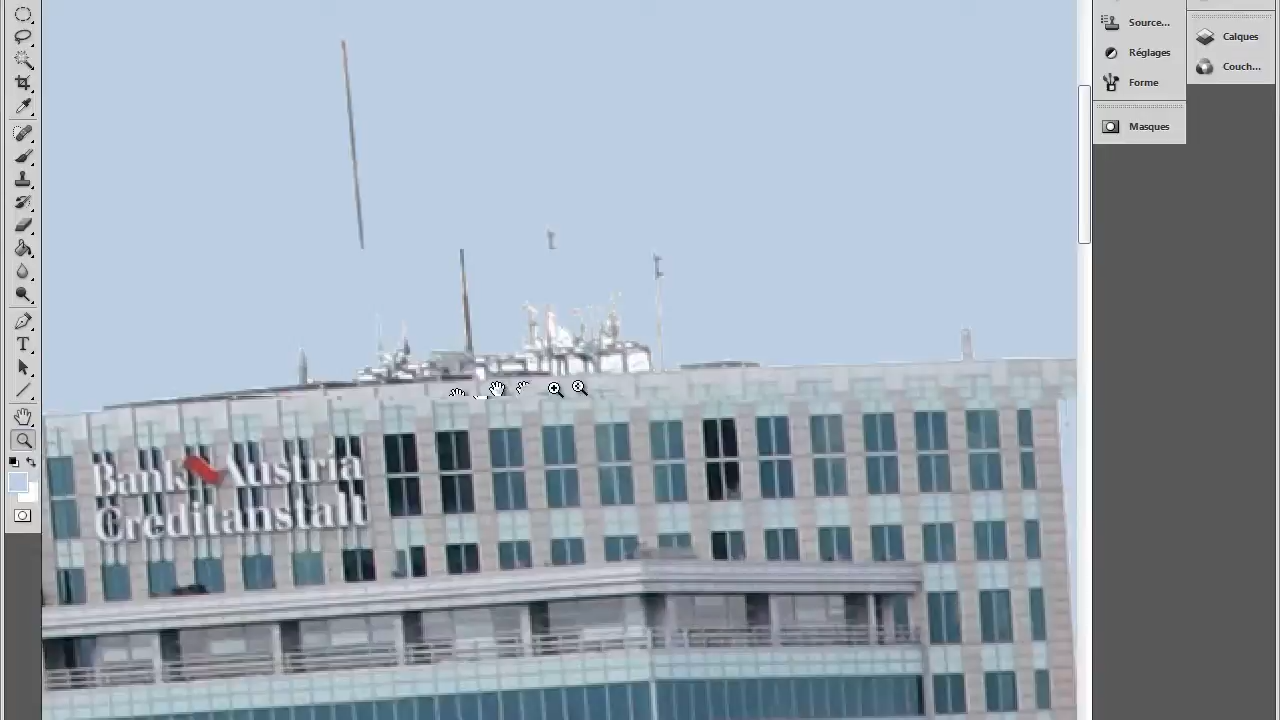 Source...
Calques
Réglages
Couch...
Forme
Masques
Bank Austria
Creditanstalt